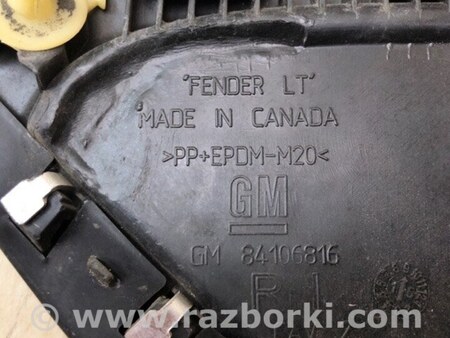 'FENDER LT'
'MADE IN CANADA
>PP+EPDM-M20<
GM
GM 84106816
www.razborki.com